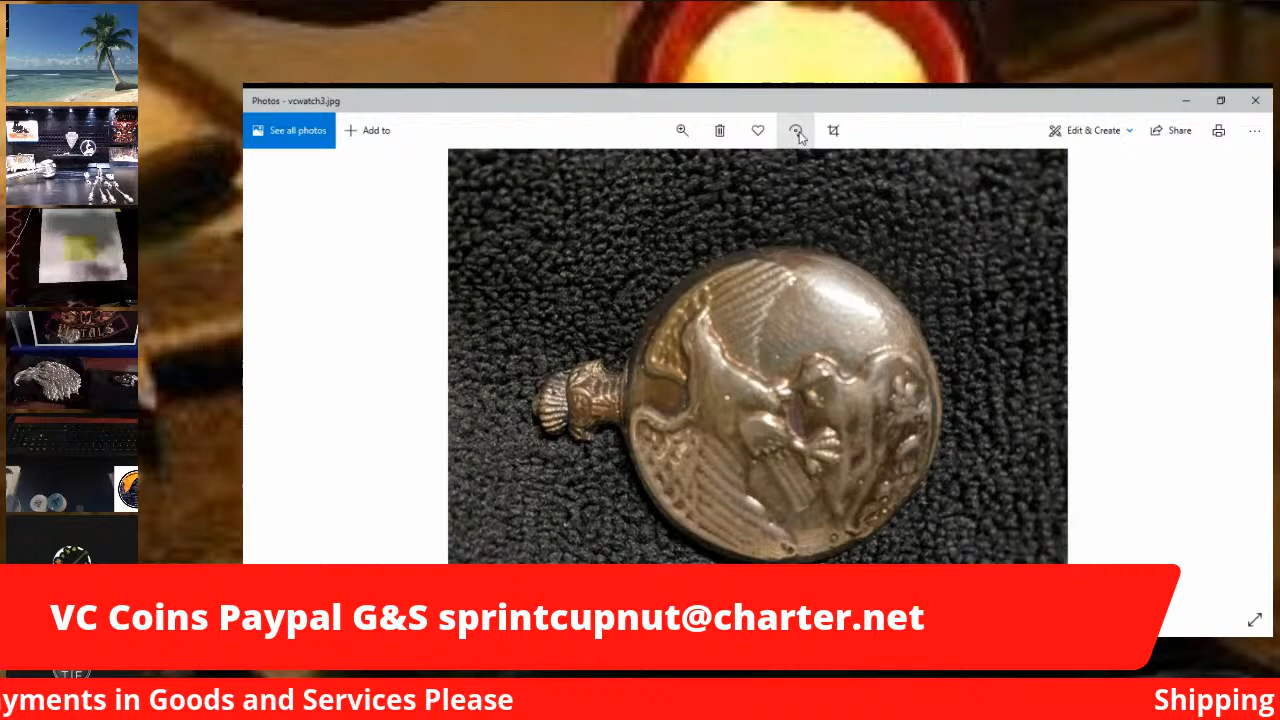 Photos - vcwatch3.jpg
See all photos
Add to
Edit & Create
Share
VC Coins Paypal G&S sprintcupnut@charter.net
yments in Goods and Services Please
Shipping